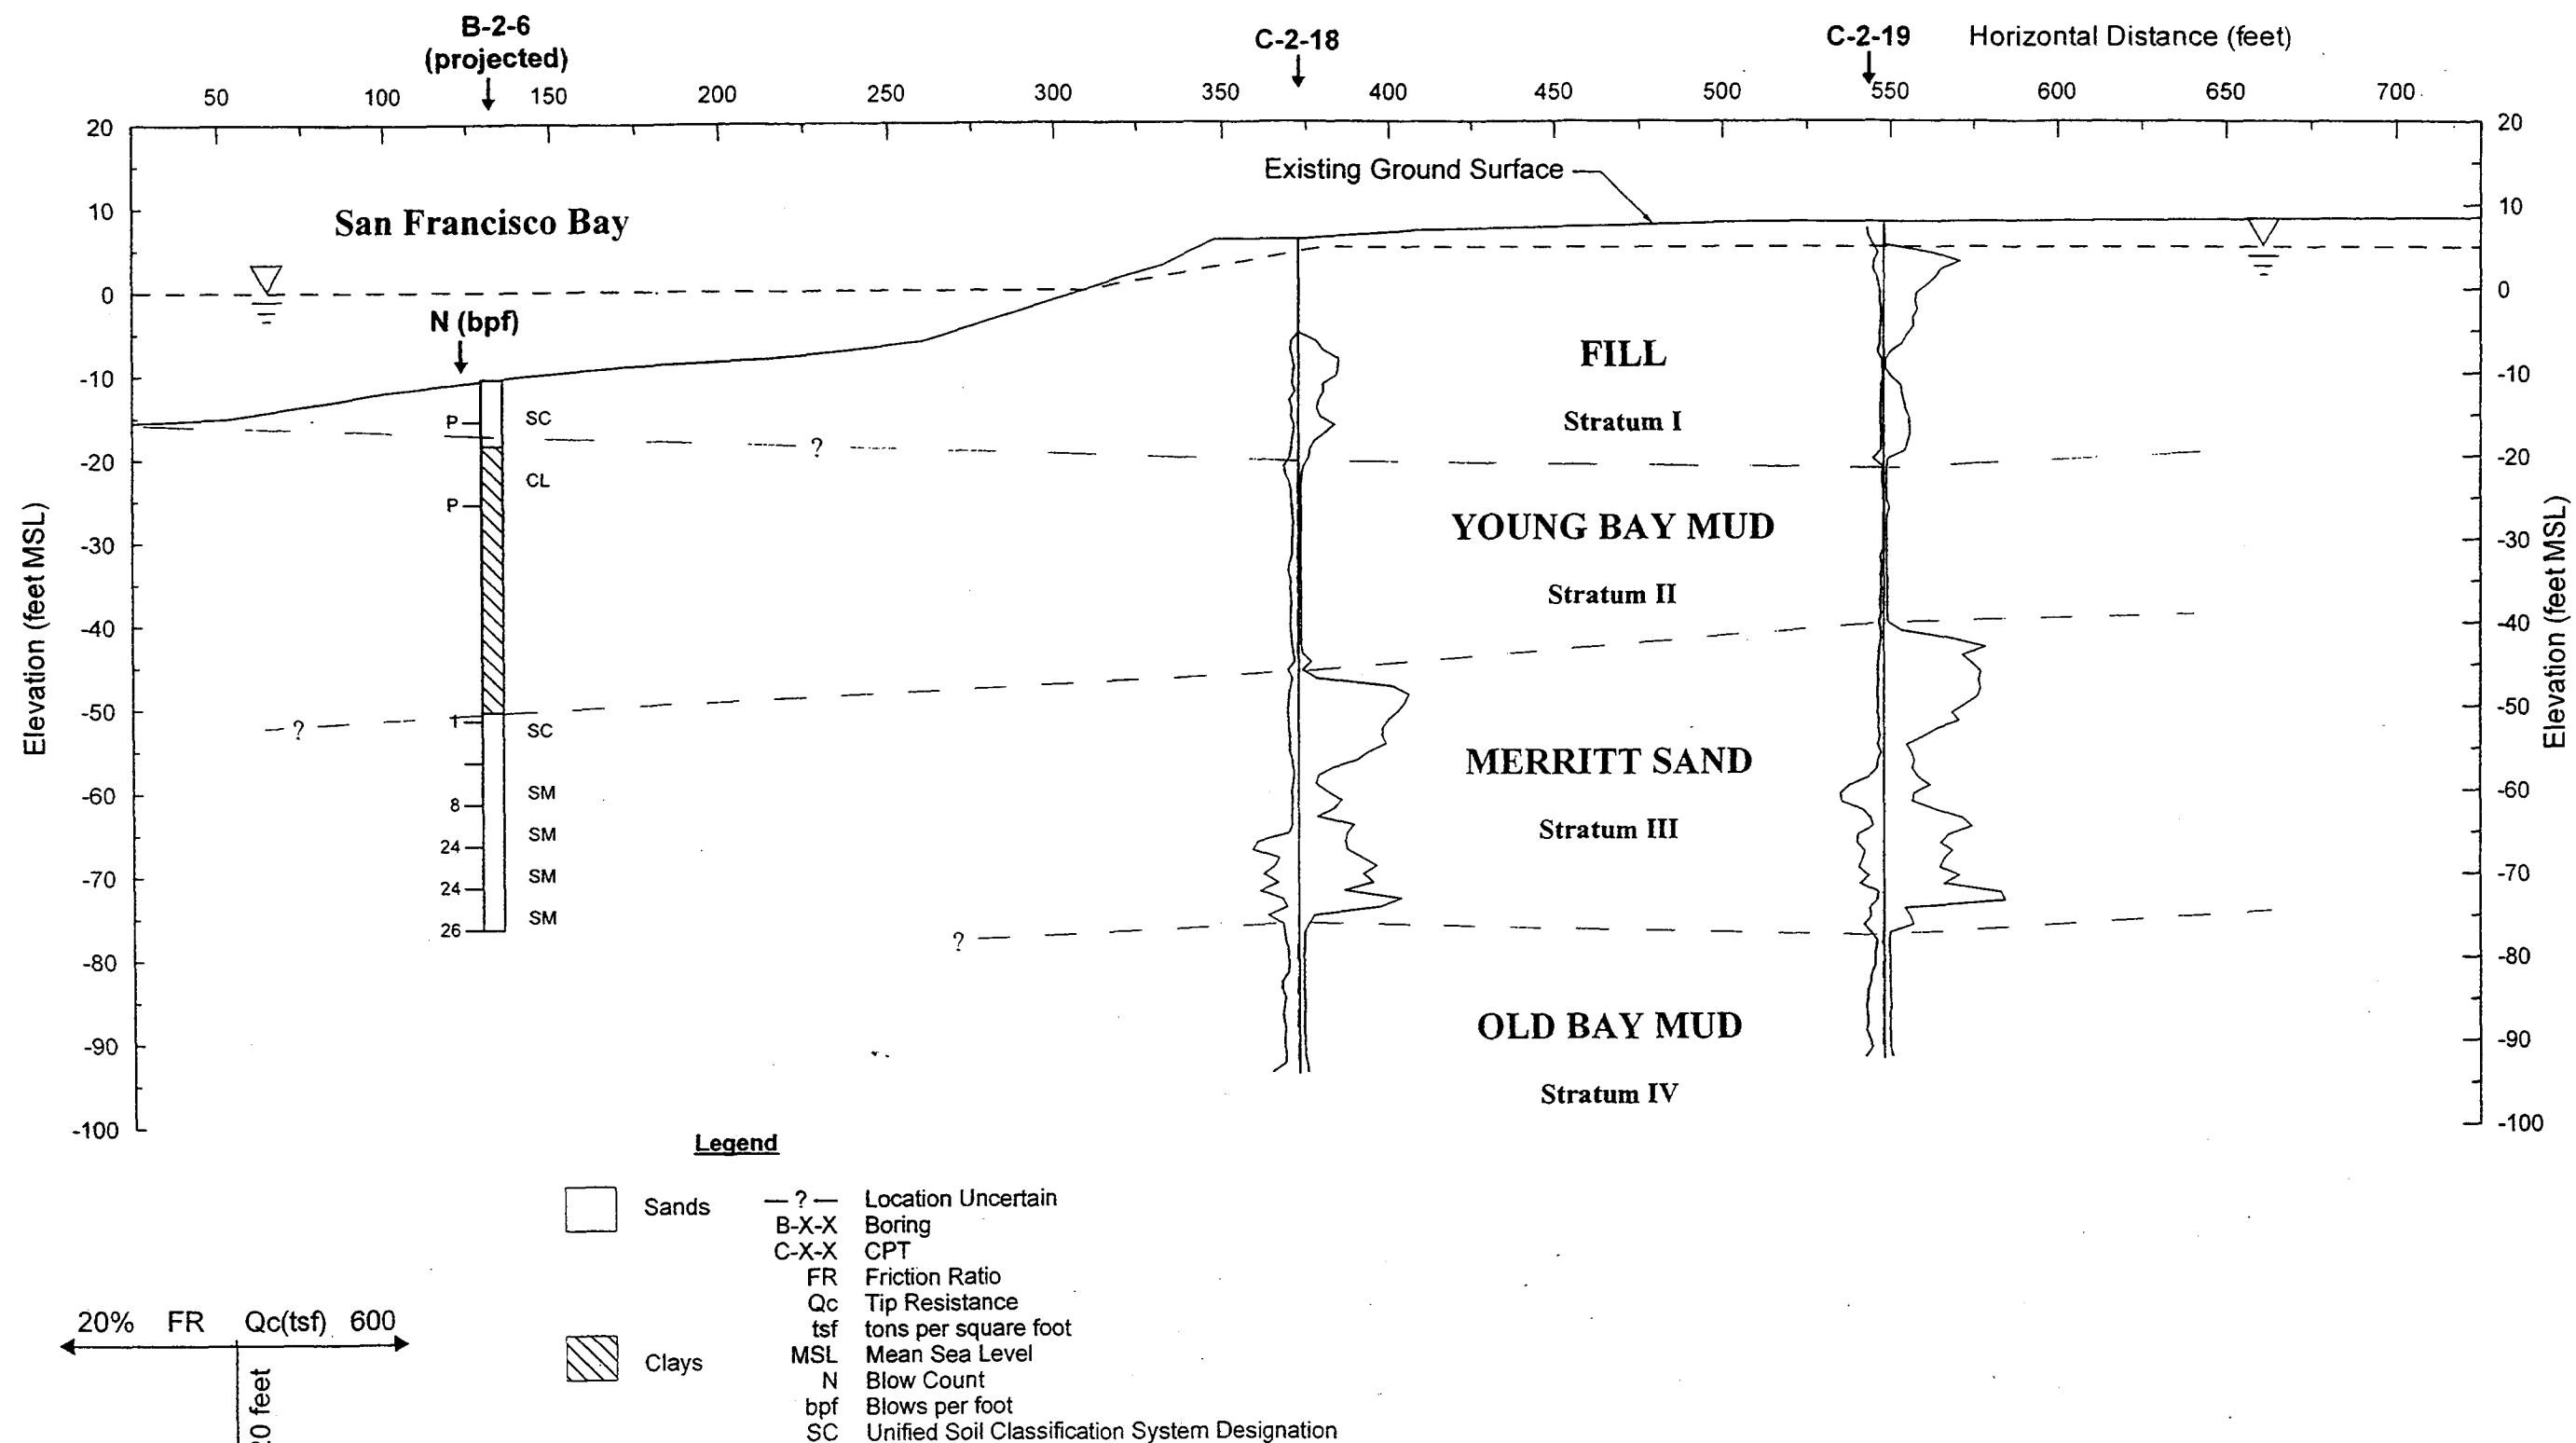 B-2-6
(projected)
C-2-18
C-2-19
Horizontal Distance (feet)
50 100 150 200 250 300 350 400 450 500 550 600 650 700
20 20
Existing Ground Surface
San Francisco Bay
10 10
0 0
N (bpf)
FILL
-10 -10
P SC
Stratum I
?
-20 -20
CL
P
YOUNG BAY MUD
-30 -30
Stratum II
-40 -40
-50 -50
? 1 SC
MERRITT SAND
-60 -60
8 SM
Stratum III
24 SM
-70 -70
24 SM
26 SM
?
-80 -80
OLD BAY MUD
-90 -90
Stratum IV
-100 -100
Elevation (feet MSL)
Elevation (feet MSL)
Legend
Sands
Clays
— ? — Location Uncertain
B-X-X Boring
C-X-X CPT
FR Friction Ratio
Qc Tip Resistance
tsf tons per square foot
MSL Mean Sea Level
N Blow Count
bpf Blows per foot
SC Unified Soil Classification System Designation
20% FR Qc(tsf) 600
feet